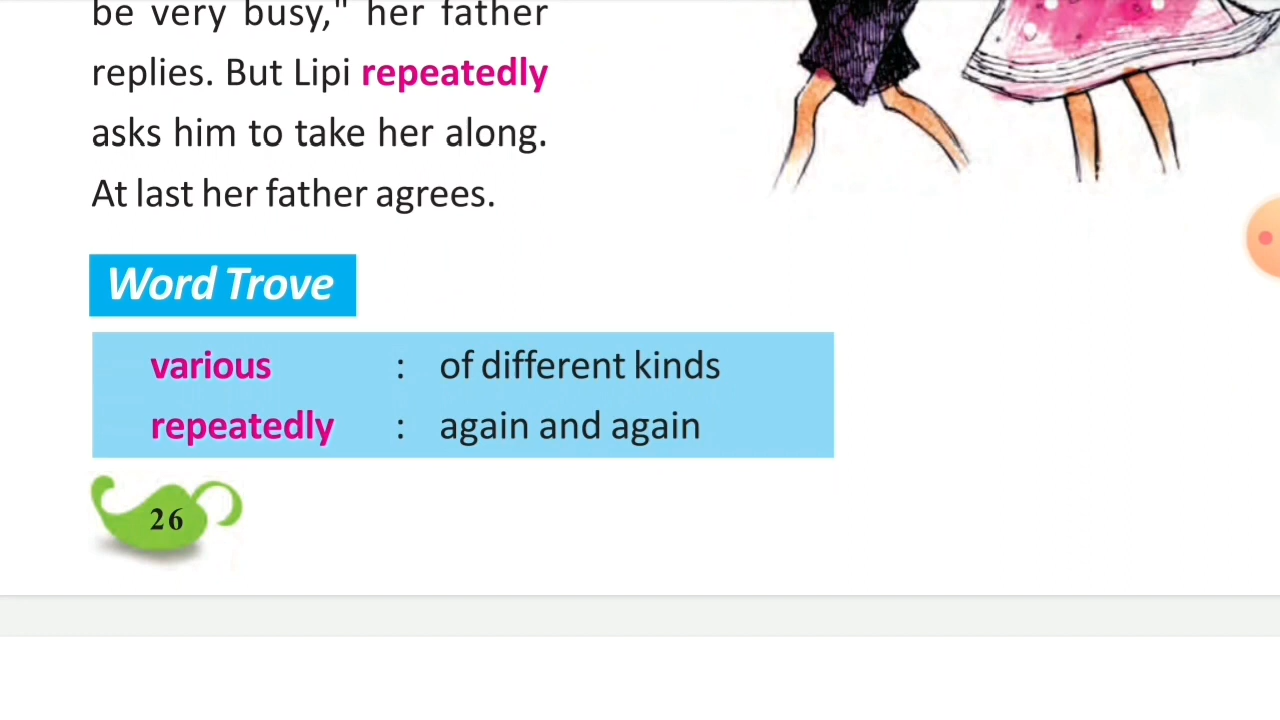 be very busy," her father
replies. But Lipi repeatedly
asks him to take her along.
At last her father agrees.
Word Trove
various : of different kinds
repeatedly : again and again
26